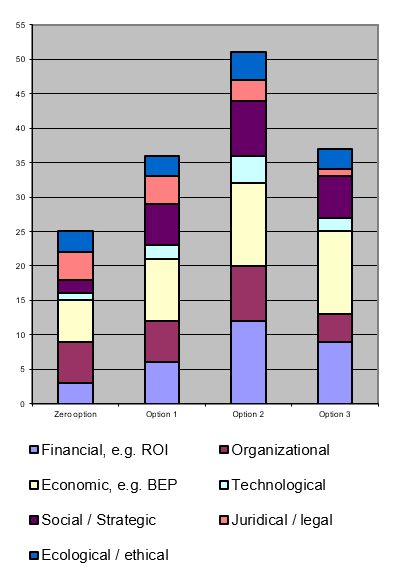 55
50
45
40
35
30
25
20
15
10
5
0
Zero option Option 1 Option 2 Option 3
Financial, e.g. ROI Organizational
Economic, e.g. BEP Technological
Social / Strategic Juridical / legal
Ecological / ethical